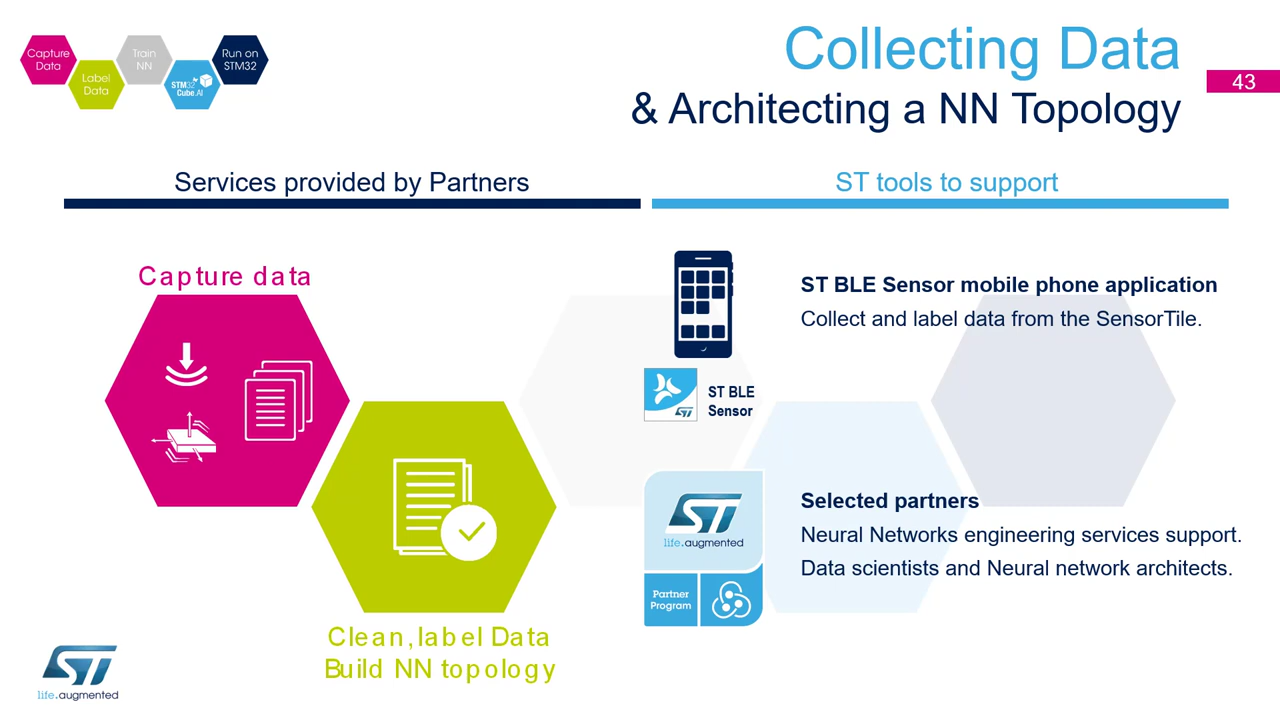 Capture
Data
Label
Data
Train
NN
STM32
Cube.AI
Run on
STM32
Collecting Data
& Architecting a NN Topology
43
Services provided by Partners
ST tools to support
Capture data
ST BLE Sensor mobile phone application
Collect and label data from the SensorTile.
ST
ST BLE
Sensor
Clean, label Data
Build NN topology
ST
life.augmented
Partner
Program
Selected partners
Neural Networks engineering services support.
Data scientists and Neural network architects.
ST
life.augmented